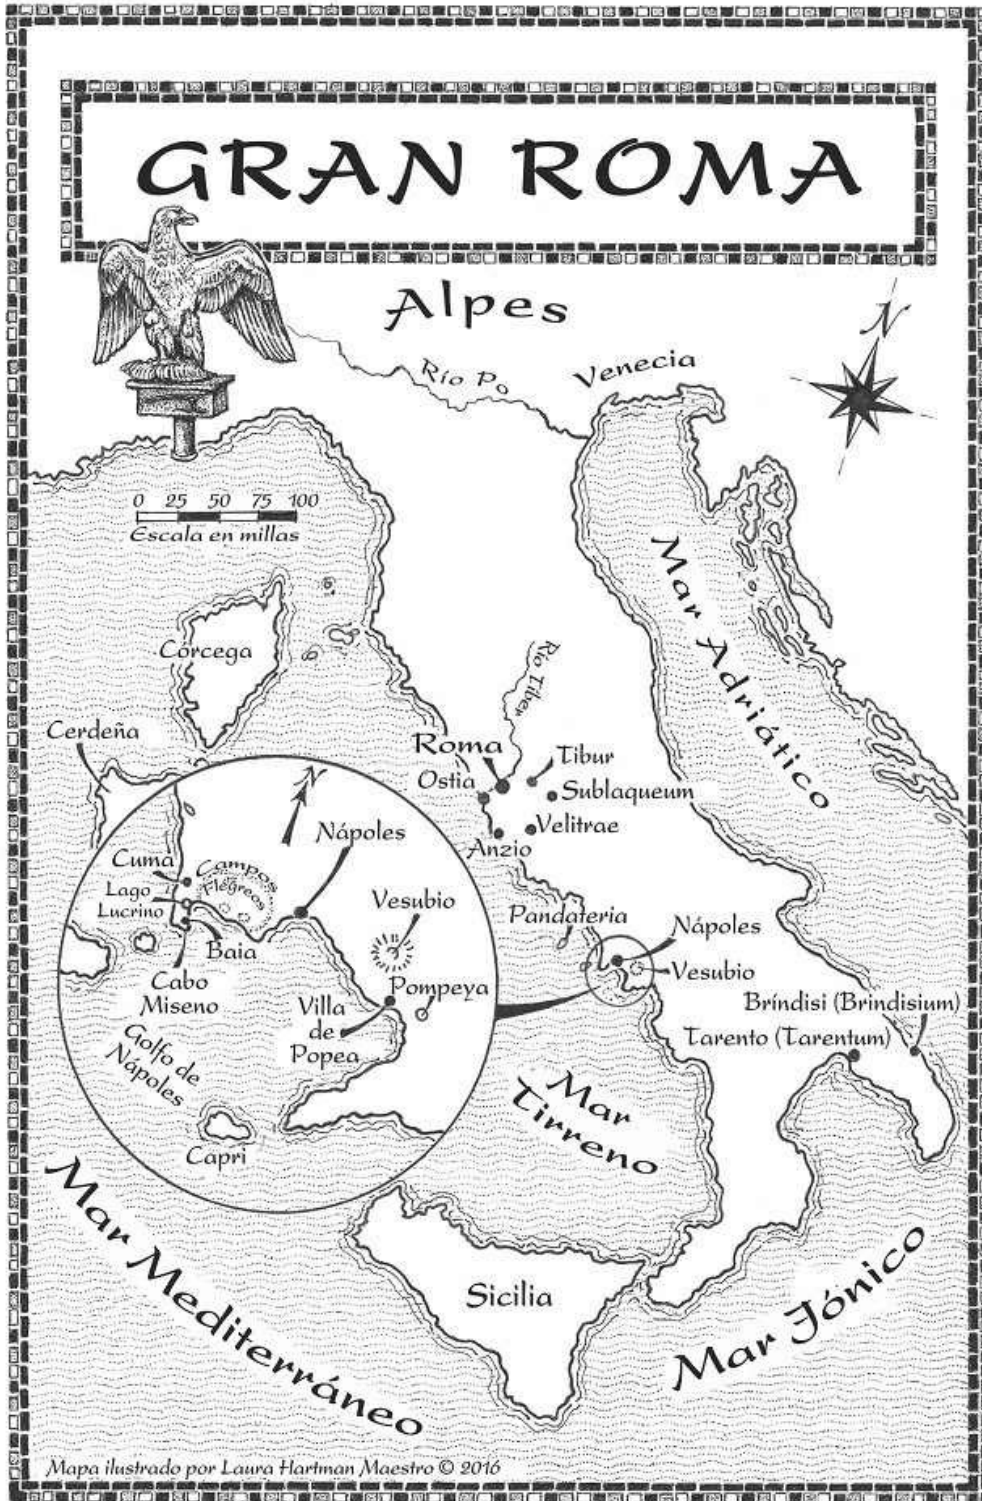 GRAN ROMA
Alpes
N
Río Po
Venecia
0 25 50 75 100
Escala en millas
Mar Adriático
Córcega
Río Tiber
Cerdeña
Roma
Tibur
Ostia
Sublaqueum
Velitrae
Anzio
N
Nápoles
Cuma
Campos
Flégreos
Lago
Lucrino
Vesubio
Baia
Cabo
Miseno
Pompeya
Villa
de
Popea
Golfo de
Nápoles
Capri
Pandateria
Nápoles
Vesubio
Bríndisi (Brindisium)
Tarento (Tarentum)
Mar
Tirreno
Mar Mediterráneo
Sicilia
Mar Jónico
Mapa ilustrado por Laura Hartman Maestro © 2016